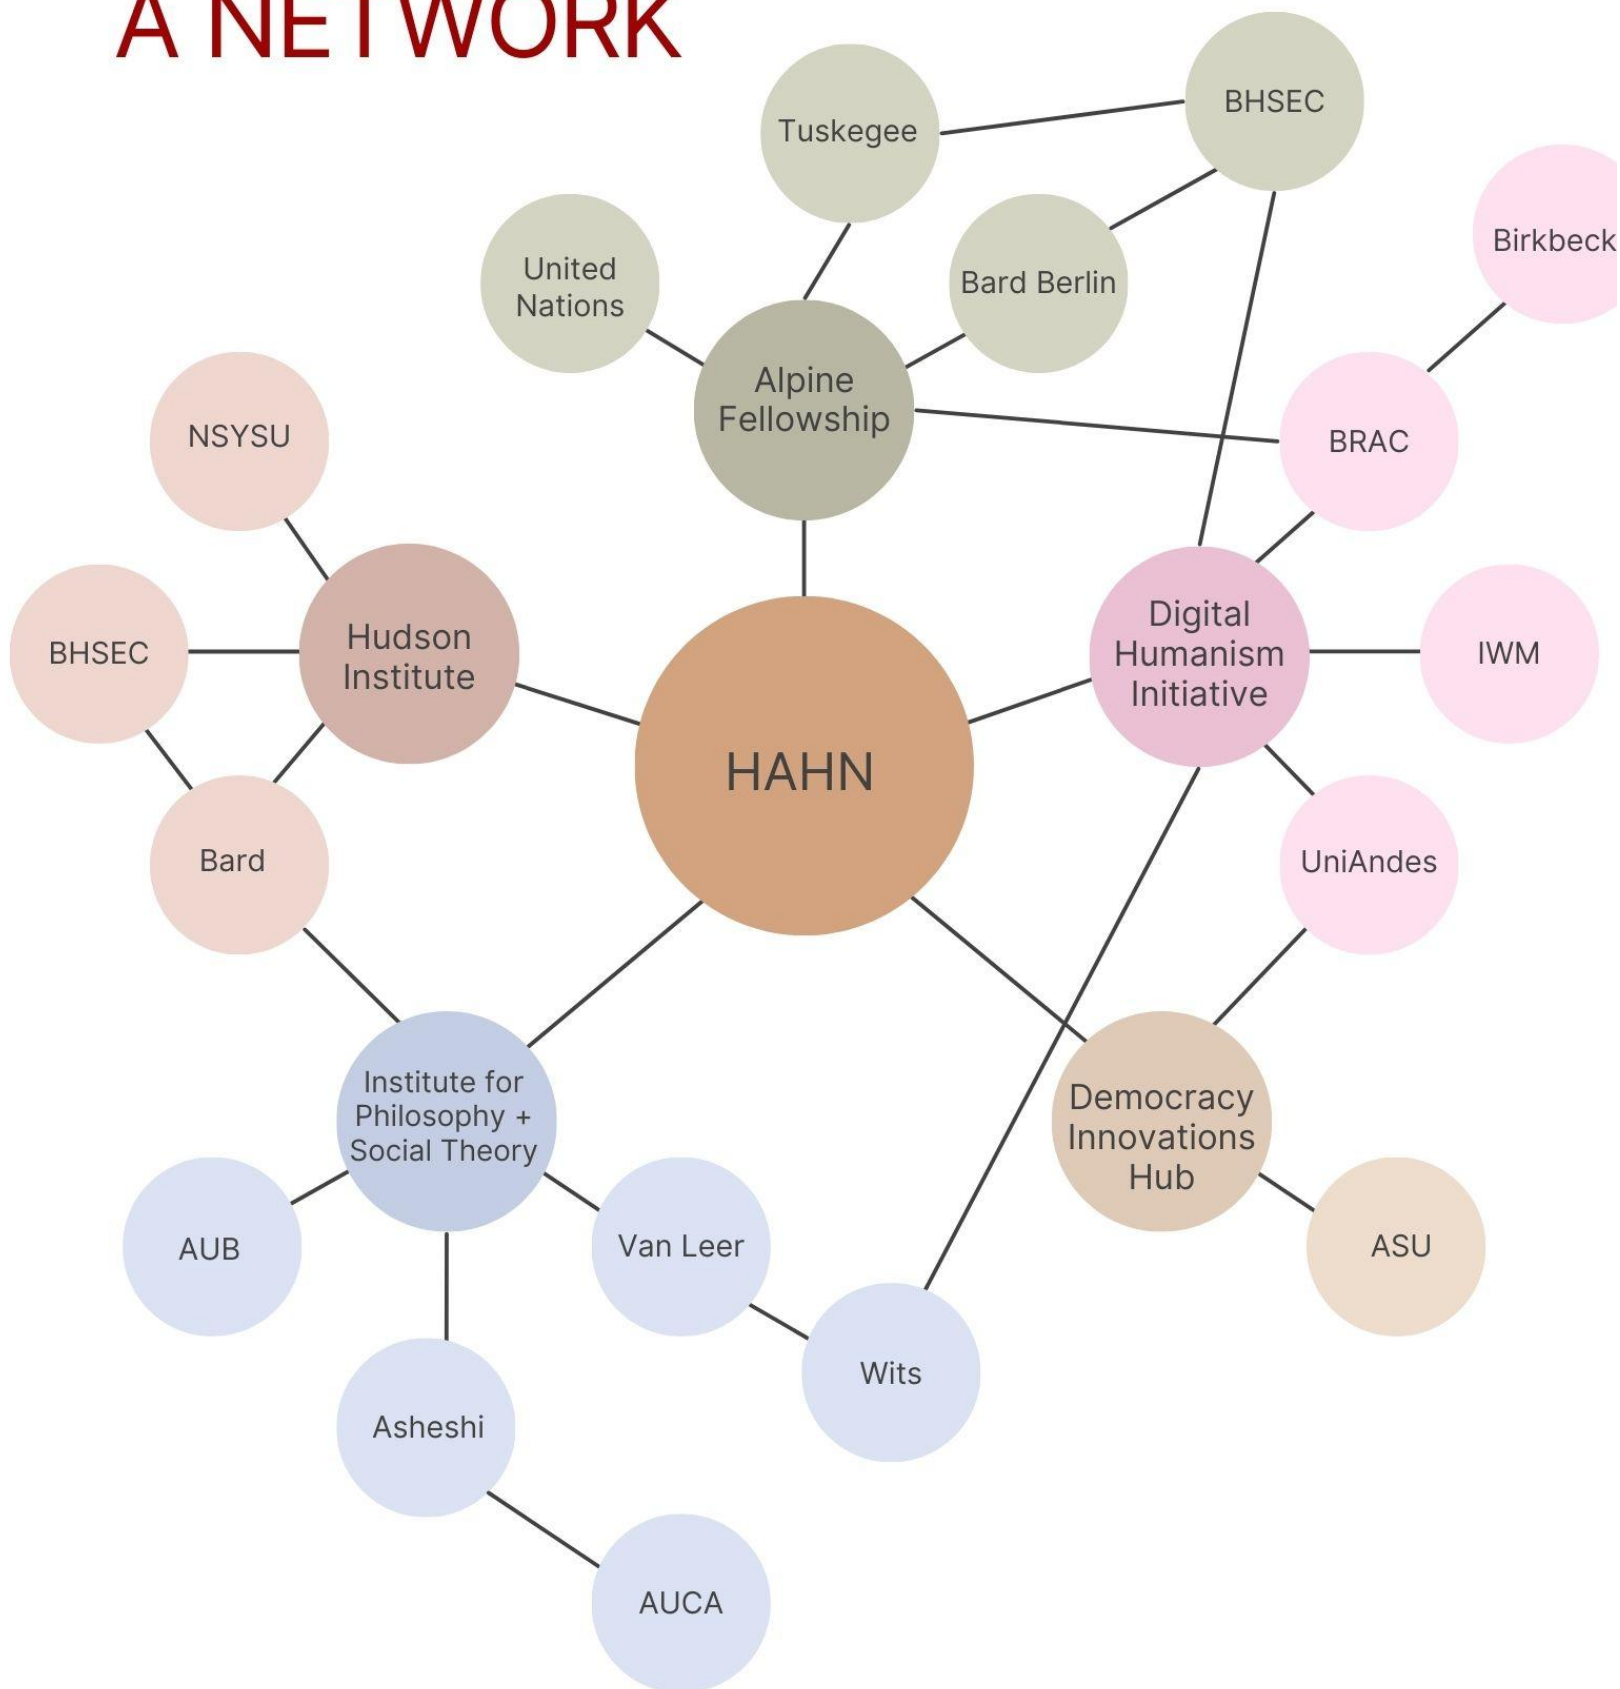 A NETWORK
BHSEC
Tuskegee
Birkbeck
United
Nations
Bard Berlin
Alpine
Fellowship
NSYSU
BRAC
Digital
Humanism
Initiative
Hudson
Institute
BHSEC
IWM
HAHN
Bard
UniAndes
Institute for
Philosophy +
Social Theory
Democracy
Innovations
Hub
AUB
Van Leer
ASU
Wits
Asheshi
AUCA